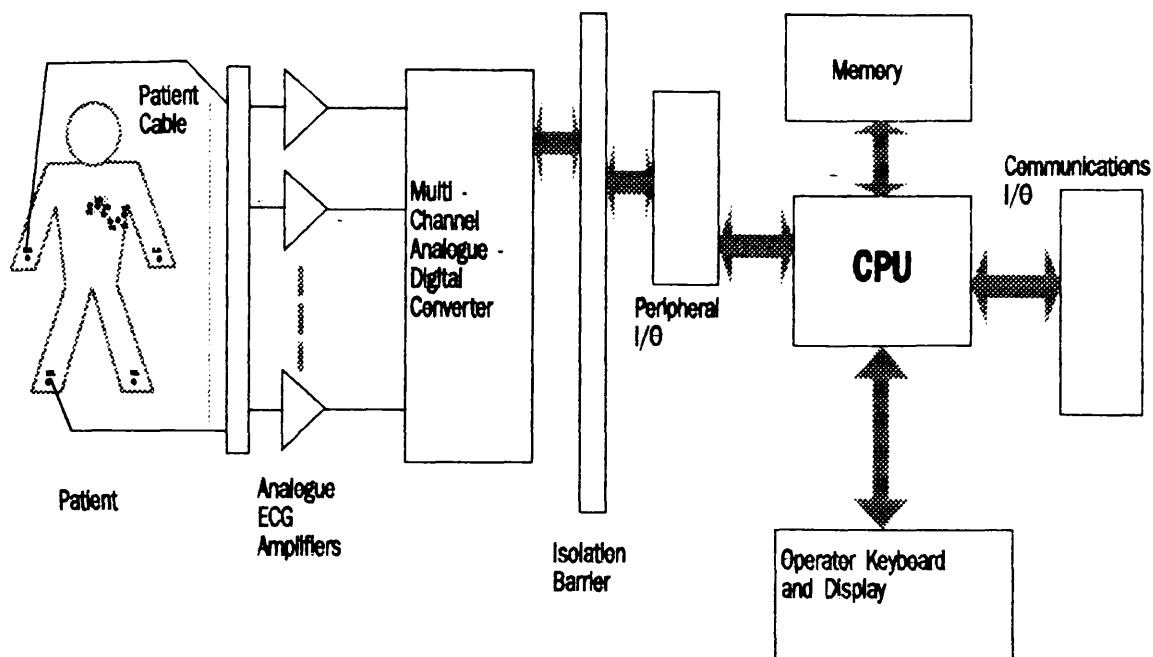 Patient
Cable
Memory
Communications
I/θ
Multi -
Channel
Analogue -
Digital
Converter
CPU
Peripheral
I/θ
Patient
Analogue
ECG
Amplifiers
Isolation
Barrier
Operator Keyboard
and Display